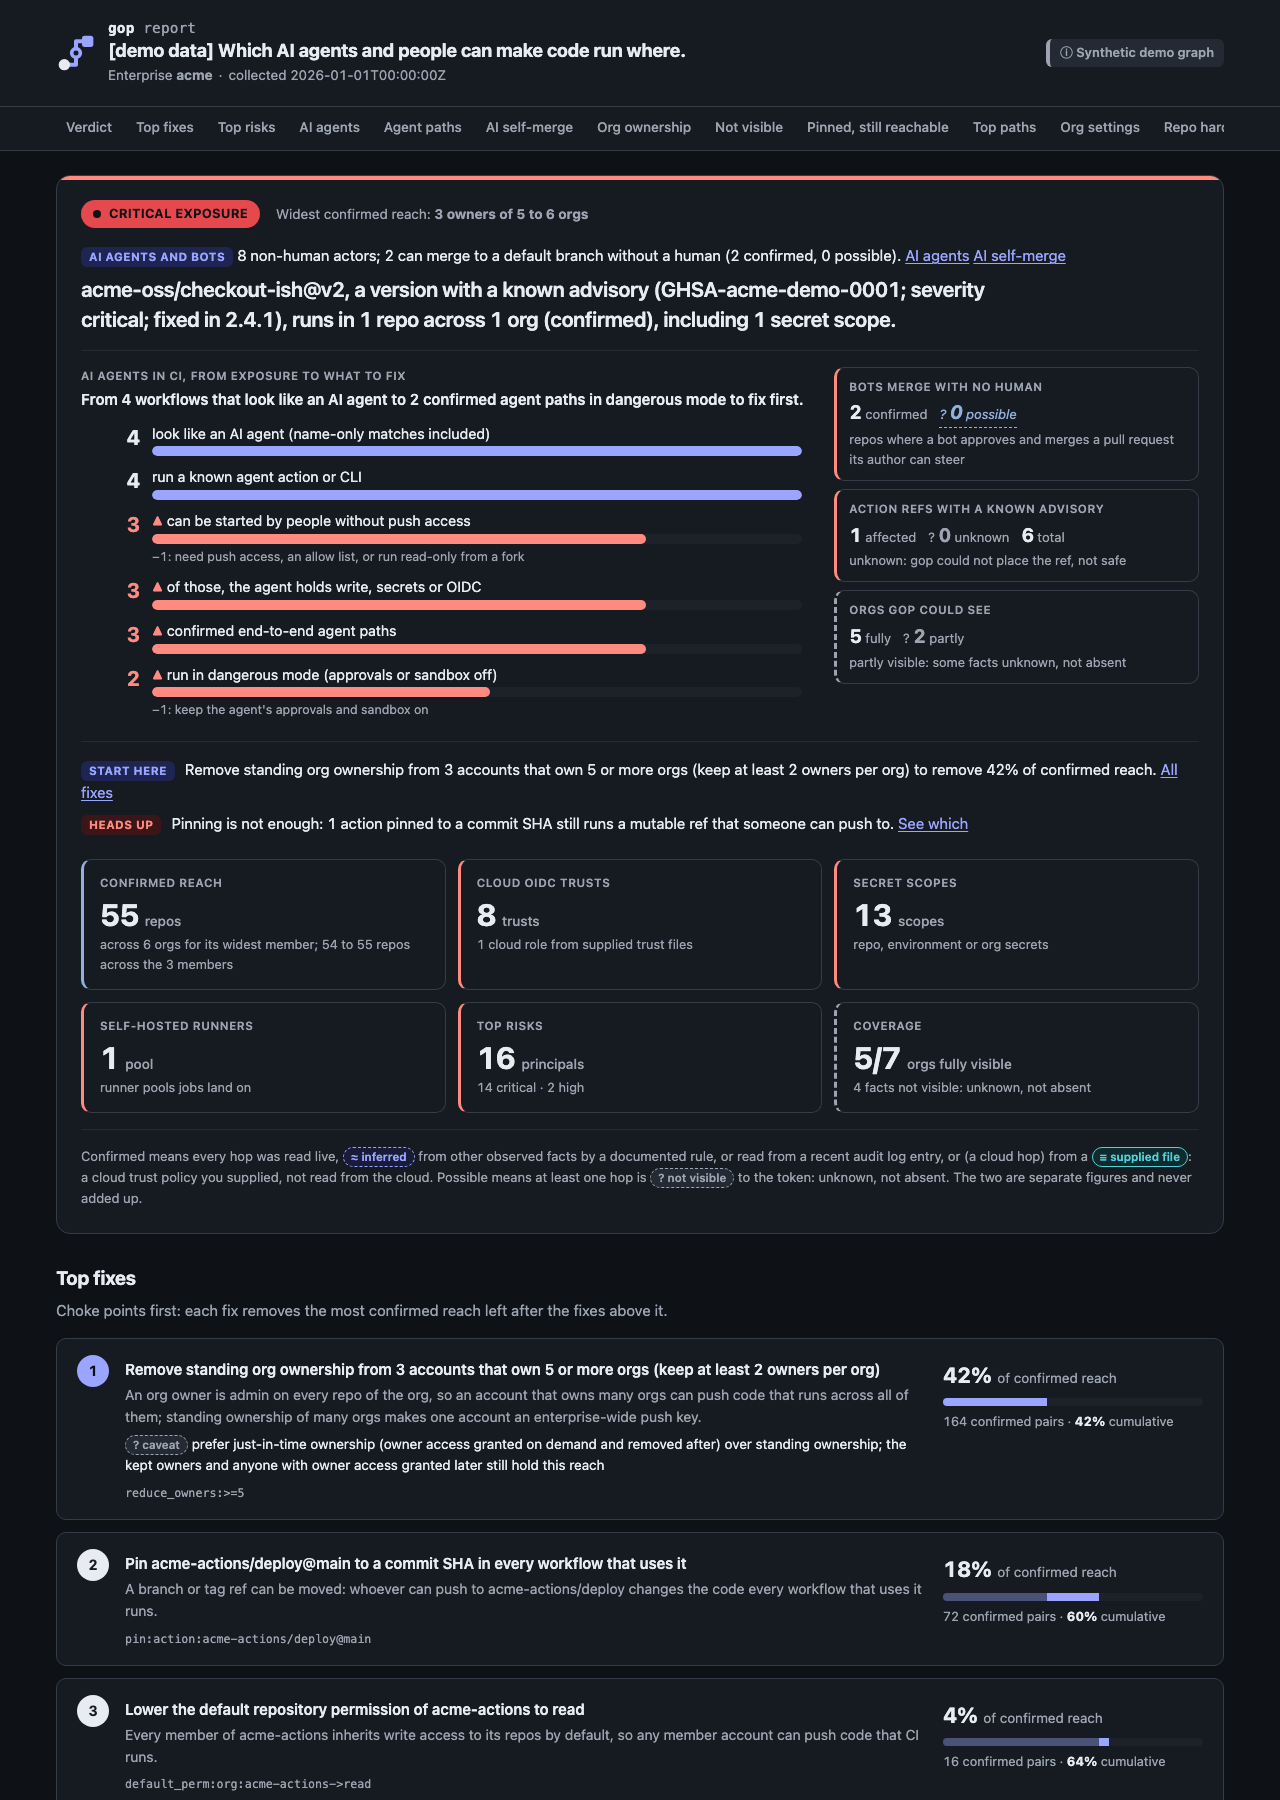 gop report
[demo data] Which AI agents and people can make code run where.
Enterprise acme · collected 2026-01-01T00:00:00Z
ⓘ Synthetic demo graph
Verdict Top fixes Top risks AI agents Agent paths AI self-merge Org ownership Not visible Pinned, still reachable Top paths Org settings Repo hard
CRITICAL EXPOSURE Widest confirmed reach: 3 owners of 5 to 6 orgs
AI AGENTS AND BOTS 8 non-human actors; 2 can merge to a default branch without a human (2 confirmed, 0 possible). AI agents AI self-merge
acme-oss/checkout-ish@v2, a version with a known advisory (GHSA-acme-demo-0001; severity
critical; fixed in 2.4.1), runs in 1 repo across 1 org (confirmed), including 1 secret scope.
AI AGENTS IN CI, FROM EXPOSURE TO WHAT TO FIX
From 4 workflows that look like an AI agent to 2 confirmed agent paths in dangerous mode to fix first.
4 look like an AI agent (name-only matches included)
4 run a known agent action or CLI
3 ▲ can be started by people without push access
−1: need push access, an allow list, or run read-only from a fork
3 ▲ of those, the agent holds write, secrets or OIDC
3 ▲ confirmed end-to-end agent paths
2 ▲ run in dangerous mode (approvals or sandbox off)
−1: keep the agent's approvals and sandbox on
BOTS MERGE WITH NO HUMAN
2 confirmed ? 0 possible
repos where a bot approves and merges a pull request
its author can steer
ACTION REFS WITH A KNOWN ADVISORY
1 affected ? 0 unknown 6 total
unknown: gop could not place the ref, not safe
ORGS GOP COULD SEE
5 fully ? 2 partly
partly visible: some facts unknown, not absent
START HERE Remove standing org ownership from 3 accounts that own 5 or more orgs (keep at least 2 owners per org) to remove 42% of confirmed reach. All
fixes
HEADS UP Pinning is not enough: 1 action pinned to a commit SHA still runs a mutable ref that someone can push to. See which
CONFIRMED REACH
55 repos
across 6 orgs for its widest member; 54 to 55 repos
across the 3 members
CLOUD OIDC TRUSTS
8 trusts
1 cloud role from supplied trust files
SECRET SCOPES
13 scopes
repo, environment or org secrets
SELF-HOSTED RUNNERS
1 pool
runner pools jobs land on
TOP RISKS
16 principals
14 critical · 2 high
COVERAGE
5/7 orgs fully visible
4 facts not visible: unknown, not absent
Confirmed means every hop was read live, ≈ inferred from other observed facts by a documented rule, or read from a recent audit log entry, or (a cloud hop) from a ≡ supplied file:
a cloud trust policy you supplied, not read from the cloud. Possible means at least one hop is ? not visible to the token: unknown, not absent. The two are separate figures and never
added up.
Top fixes
Choke points first: each fix removes the most confirmed reach left after the fixes above it.
1 Remove standing org ownership from 3 accounts that own 5 or more orgs (keep at least 2 owners per org)
An org owner is admin on every repo of the org, so an account that owns many orgs can push code that runs across all of
them; standing ownership of many orgs makes one account an enterprise-wide push key.
? caveat prefer just-in-time ownership (owner access granted on demand and removed after) over standing ownership; the
kept owners and anyone with owner access granted later still hold this reach
reduce_owners:>=5
42% of confirmed reach
164 confirmed pairs · 42% cumulative
2 Pin acme-actions/deploy@main to a commit SHA in every workflow that uses it
A branch or tag ref can be moved: whoever can push to acme-actions/deploy changes the code every workflow that uses it
runs.
pin:action:acme-actions/deploy@main
18% of confirmed reach
72 confirmed pairs · 60% cumulative
3 Lower the default repository permission of acme-actions to read
Every member of acme-actions inherits write access to its repos by default, so any member account can push code that CI
runs.
default_perm:org:acme-actions->read
4% of confirmed reach
16 confirmed pairs · 64% cumulative